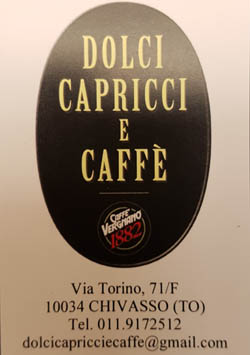 DOLCI
CAPRICCI
E
CAFFÈ
CAFFÈ
VERGNANO
1882
Via Torino, 71/F
10034 CHIVASSO (TO)
Tel. 011.9172512
dolcicapricciecaffe@gmail.com